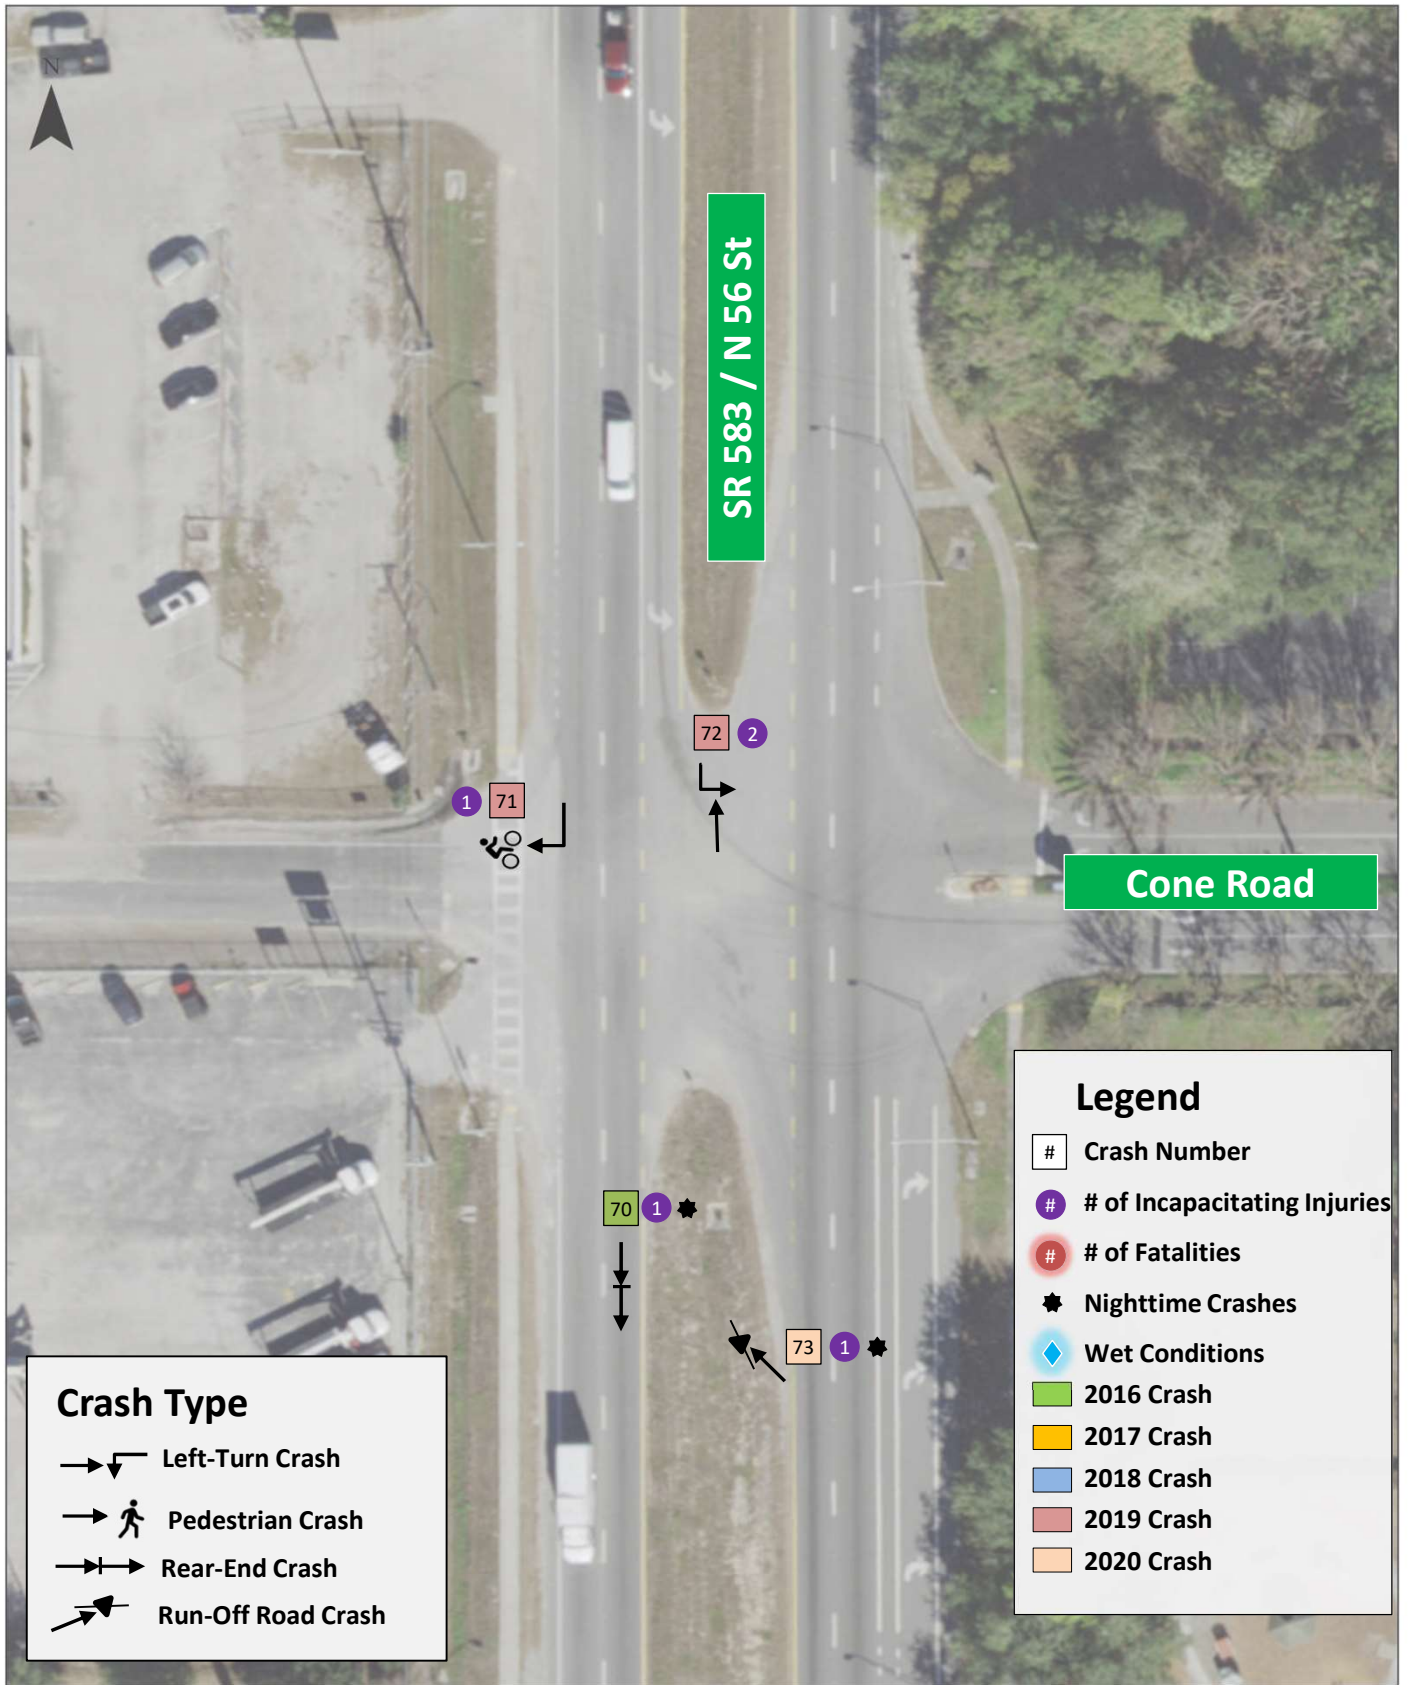 N
SR 583 / N 56 St
72 2
1 71
Cone Road
70 1
73 1
Legend
# Crash Number
# # of Incapacitating Injuries
# # of Fatalities
Nighttime Crashes
Wet Conditions
2016 Crash
2017 Crash
2018 Crash
2019 Crash
2020 Crash
Crash Type
Left-Turn Crash
Pedestrian Crash
Rear-End Crash
Run-Off Road Crash